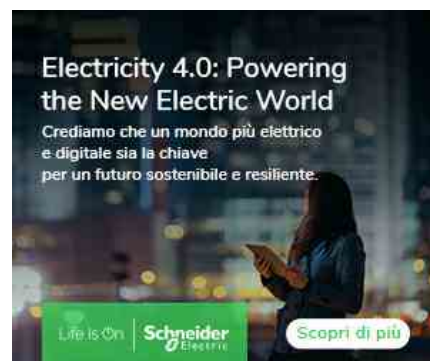 Electricity 4.0: Powering
the New Electric World
Crediamo che un mondo più elettrico
e digitale sia la chiave
per un futuro sostenibile e resiliente.
Life Is On
Schneider
Electric
Scopri di più